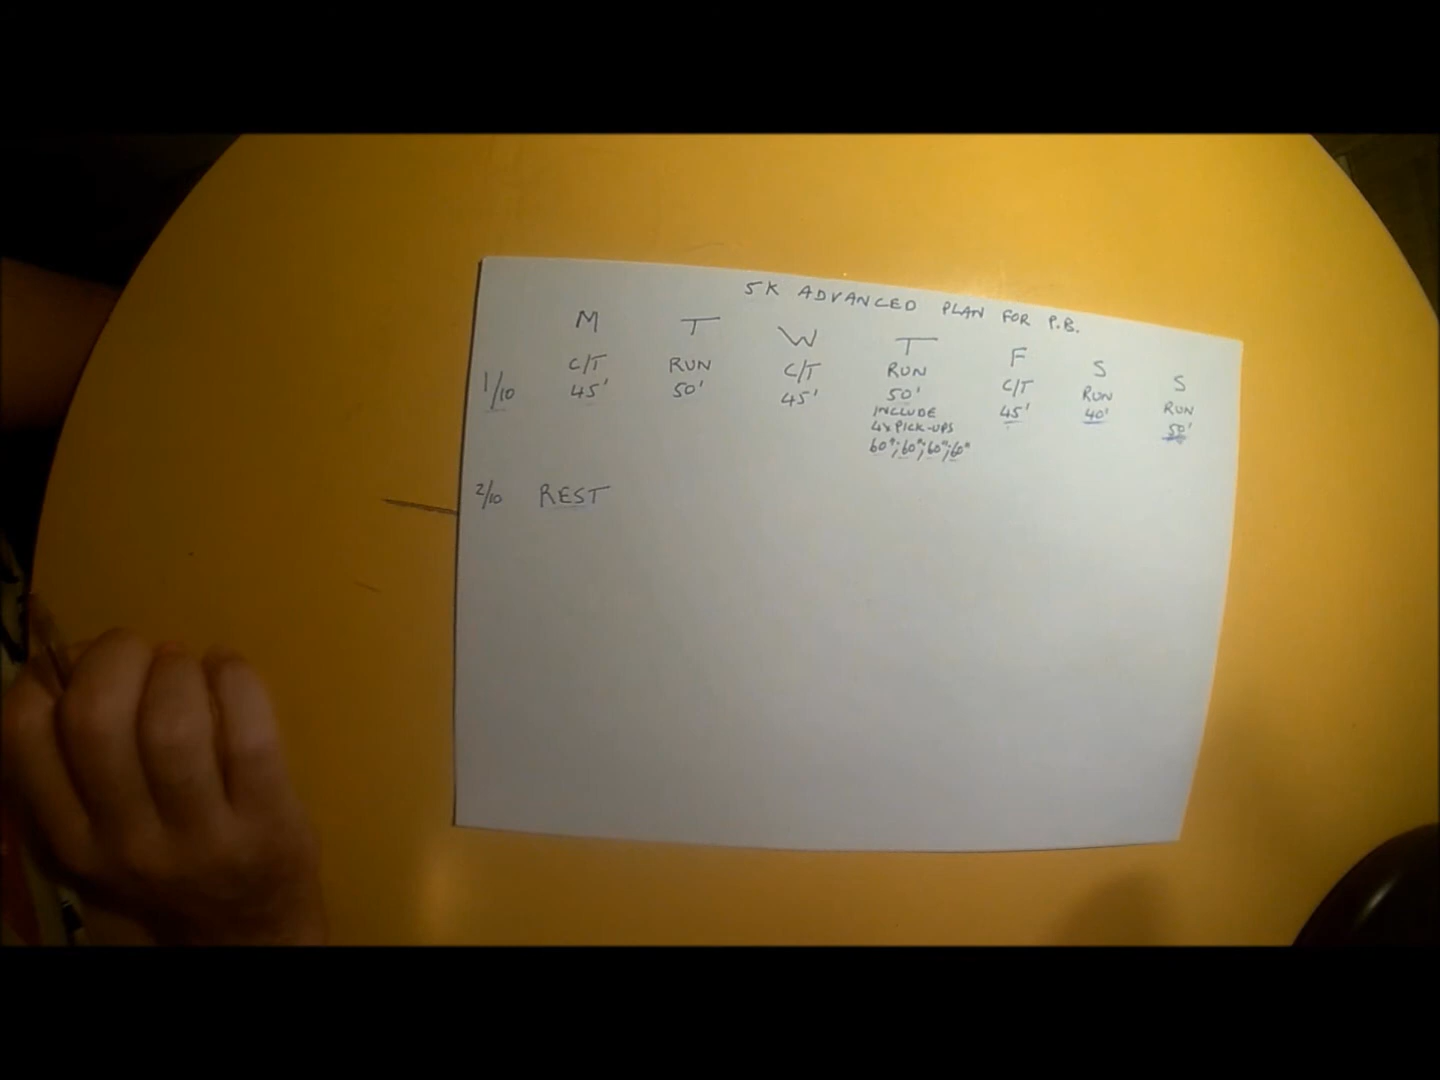 5K ADVANCED PLAN FOR P.B.
M T W T F S S
1/10
C/T
45'
RUN
50'
C/T
45'
RUN
50'
INCLUDE
4x PICK-UPS
60"; 60"; 60"; 60"
C/T
45'
RUN
40'
RUN
50'
2/10 REST